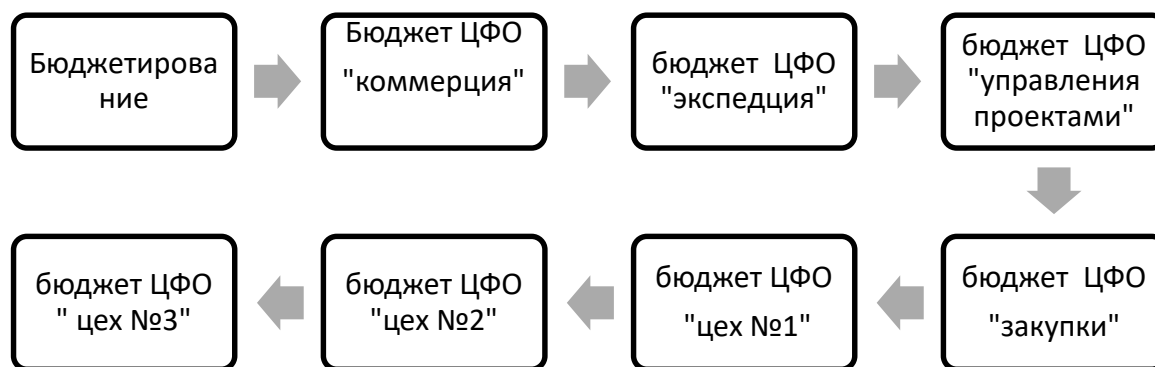 Бюджетирова
ние
Бюджет ЦФО
"коммерция"
бюджет ЦФО
"экспедция"
бюджет ЦФО
"управления
проектами"
бюджет ЦФО
"закупки"
бюджет ЦФО
"цех №1"
бюджет ЦФО
"цех №2"
бюджет ЦФО
" цех №3"